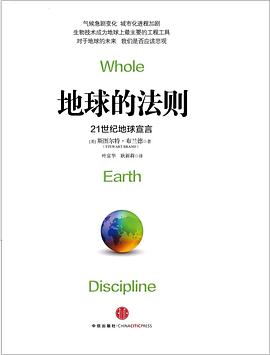 气候急剧变化 城市化进程加剧
生物技术成为地球上最主要的工程工具
对于地球的未来 我们是否应该悲观
Whole
地球的法则
21世纪地球宣言
(美) 斯图尔特·布兰德 著
(STEWART BRAND)
叶富华 耿新莉 译
Earth
Discipline
中信出版社·CHINACITICPRESS